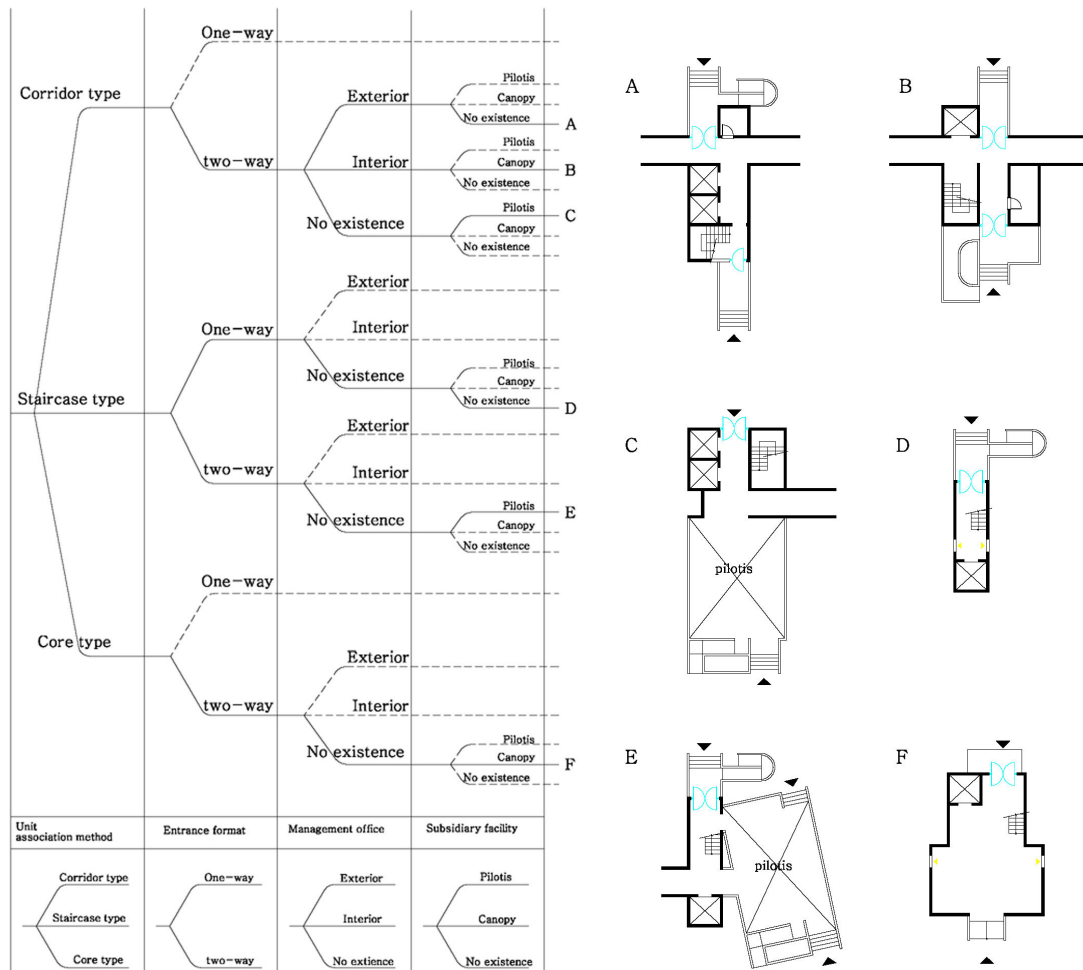 One-way
Corridor type
two-way
Exterior
Pilotis
Canopy
No existence
A
Interior
Pilotis
Canopy
No existence
B
No existence
Pilotis
Canopy
No existence
C
Staircase type
One-way
Exterior
Interior
No existence
Pilotis
Canopy
No existence
D
two-way
Exterior
Interior
No existence
Pilotis
Canopy
No existence
E
Core type
One-way
two-way
Exterior
Interior
No existence
Pilotis
Canopy
No existence
F
Unit
association method
Entrance format
Management office
Subsidiary facility
Corridor type
Staircase type
Core type
One-way
two-way
Exterior
Interior
No extience
Pilotis
Canopy
No existence
A
B
C
pilotis
D
E
pilotis
F